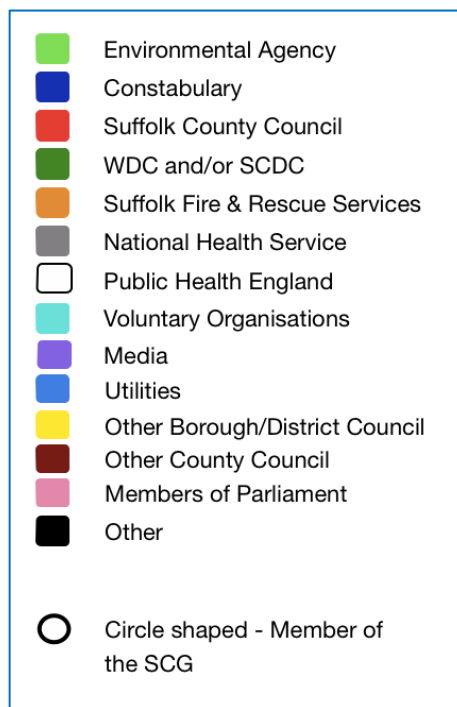 Environmental Agency
Constabulary
Suffolk County Council
WDC and/or SCDC
Suffolk Fire & Rescue Services
National Health Service
Public Health England
Voluntary Organisations
Media
Utilities
Other Borough/District Council
Other County Council
Members of Parliament
Other
Circle shaped - Member of
the SCG